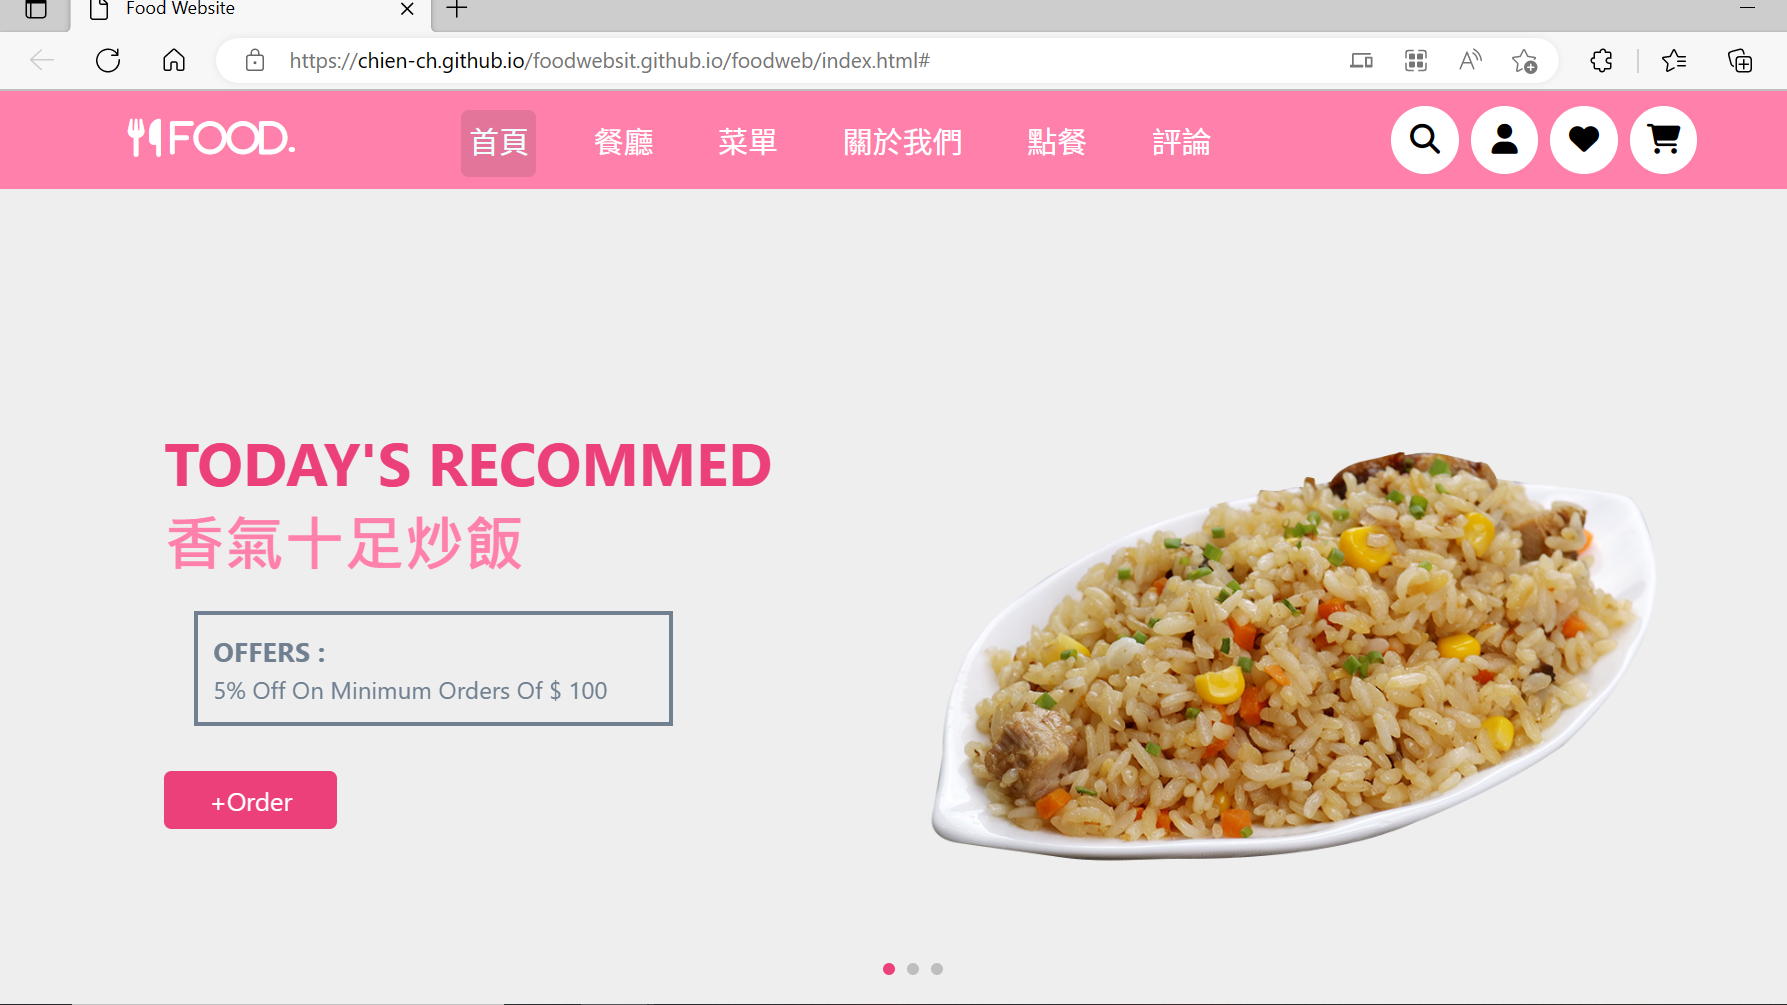 Food Website
https://chien-ch.github.io/foodwebsit.github.io/foodweb/index.html#
FOOD.
首頁 餐廳 菜單 關於我們 點餐 評論
TODAY'S RECOMMED
香氣十足炒飯
OFFERS :
5% Off On Minimum Orders Of $ 100
+Order